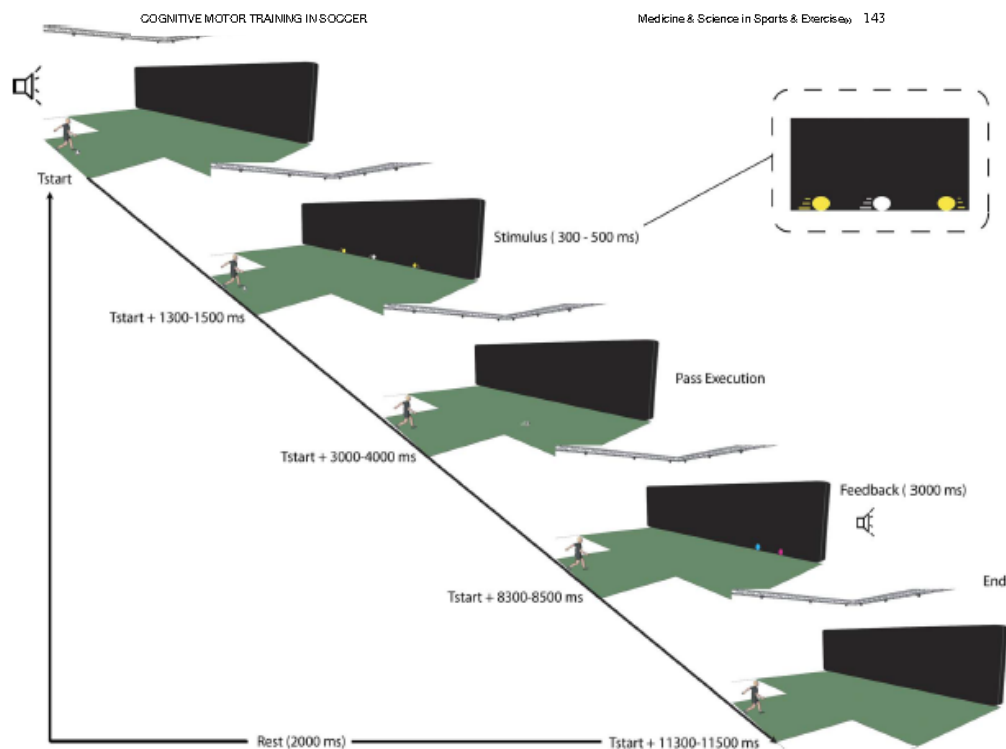 COGNITIVE MOTOR TRAINING IN SOCCER
Medicine & Science in Sports & Exercise® 143
Tstart
Stimulus ( 300 - 500 ms)
Tstart + 1300-1500 ms
Pass Execution
Tstart + 3000-4000 ms
Feedback ( 3000 ms)
Tstart + 8300-8500 ms
End
Rest (2000 ms)
Tstart + 11300-11500 ms